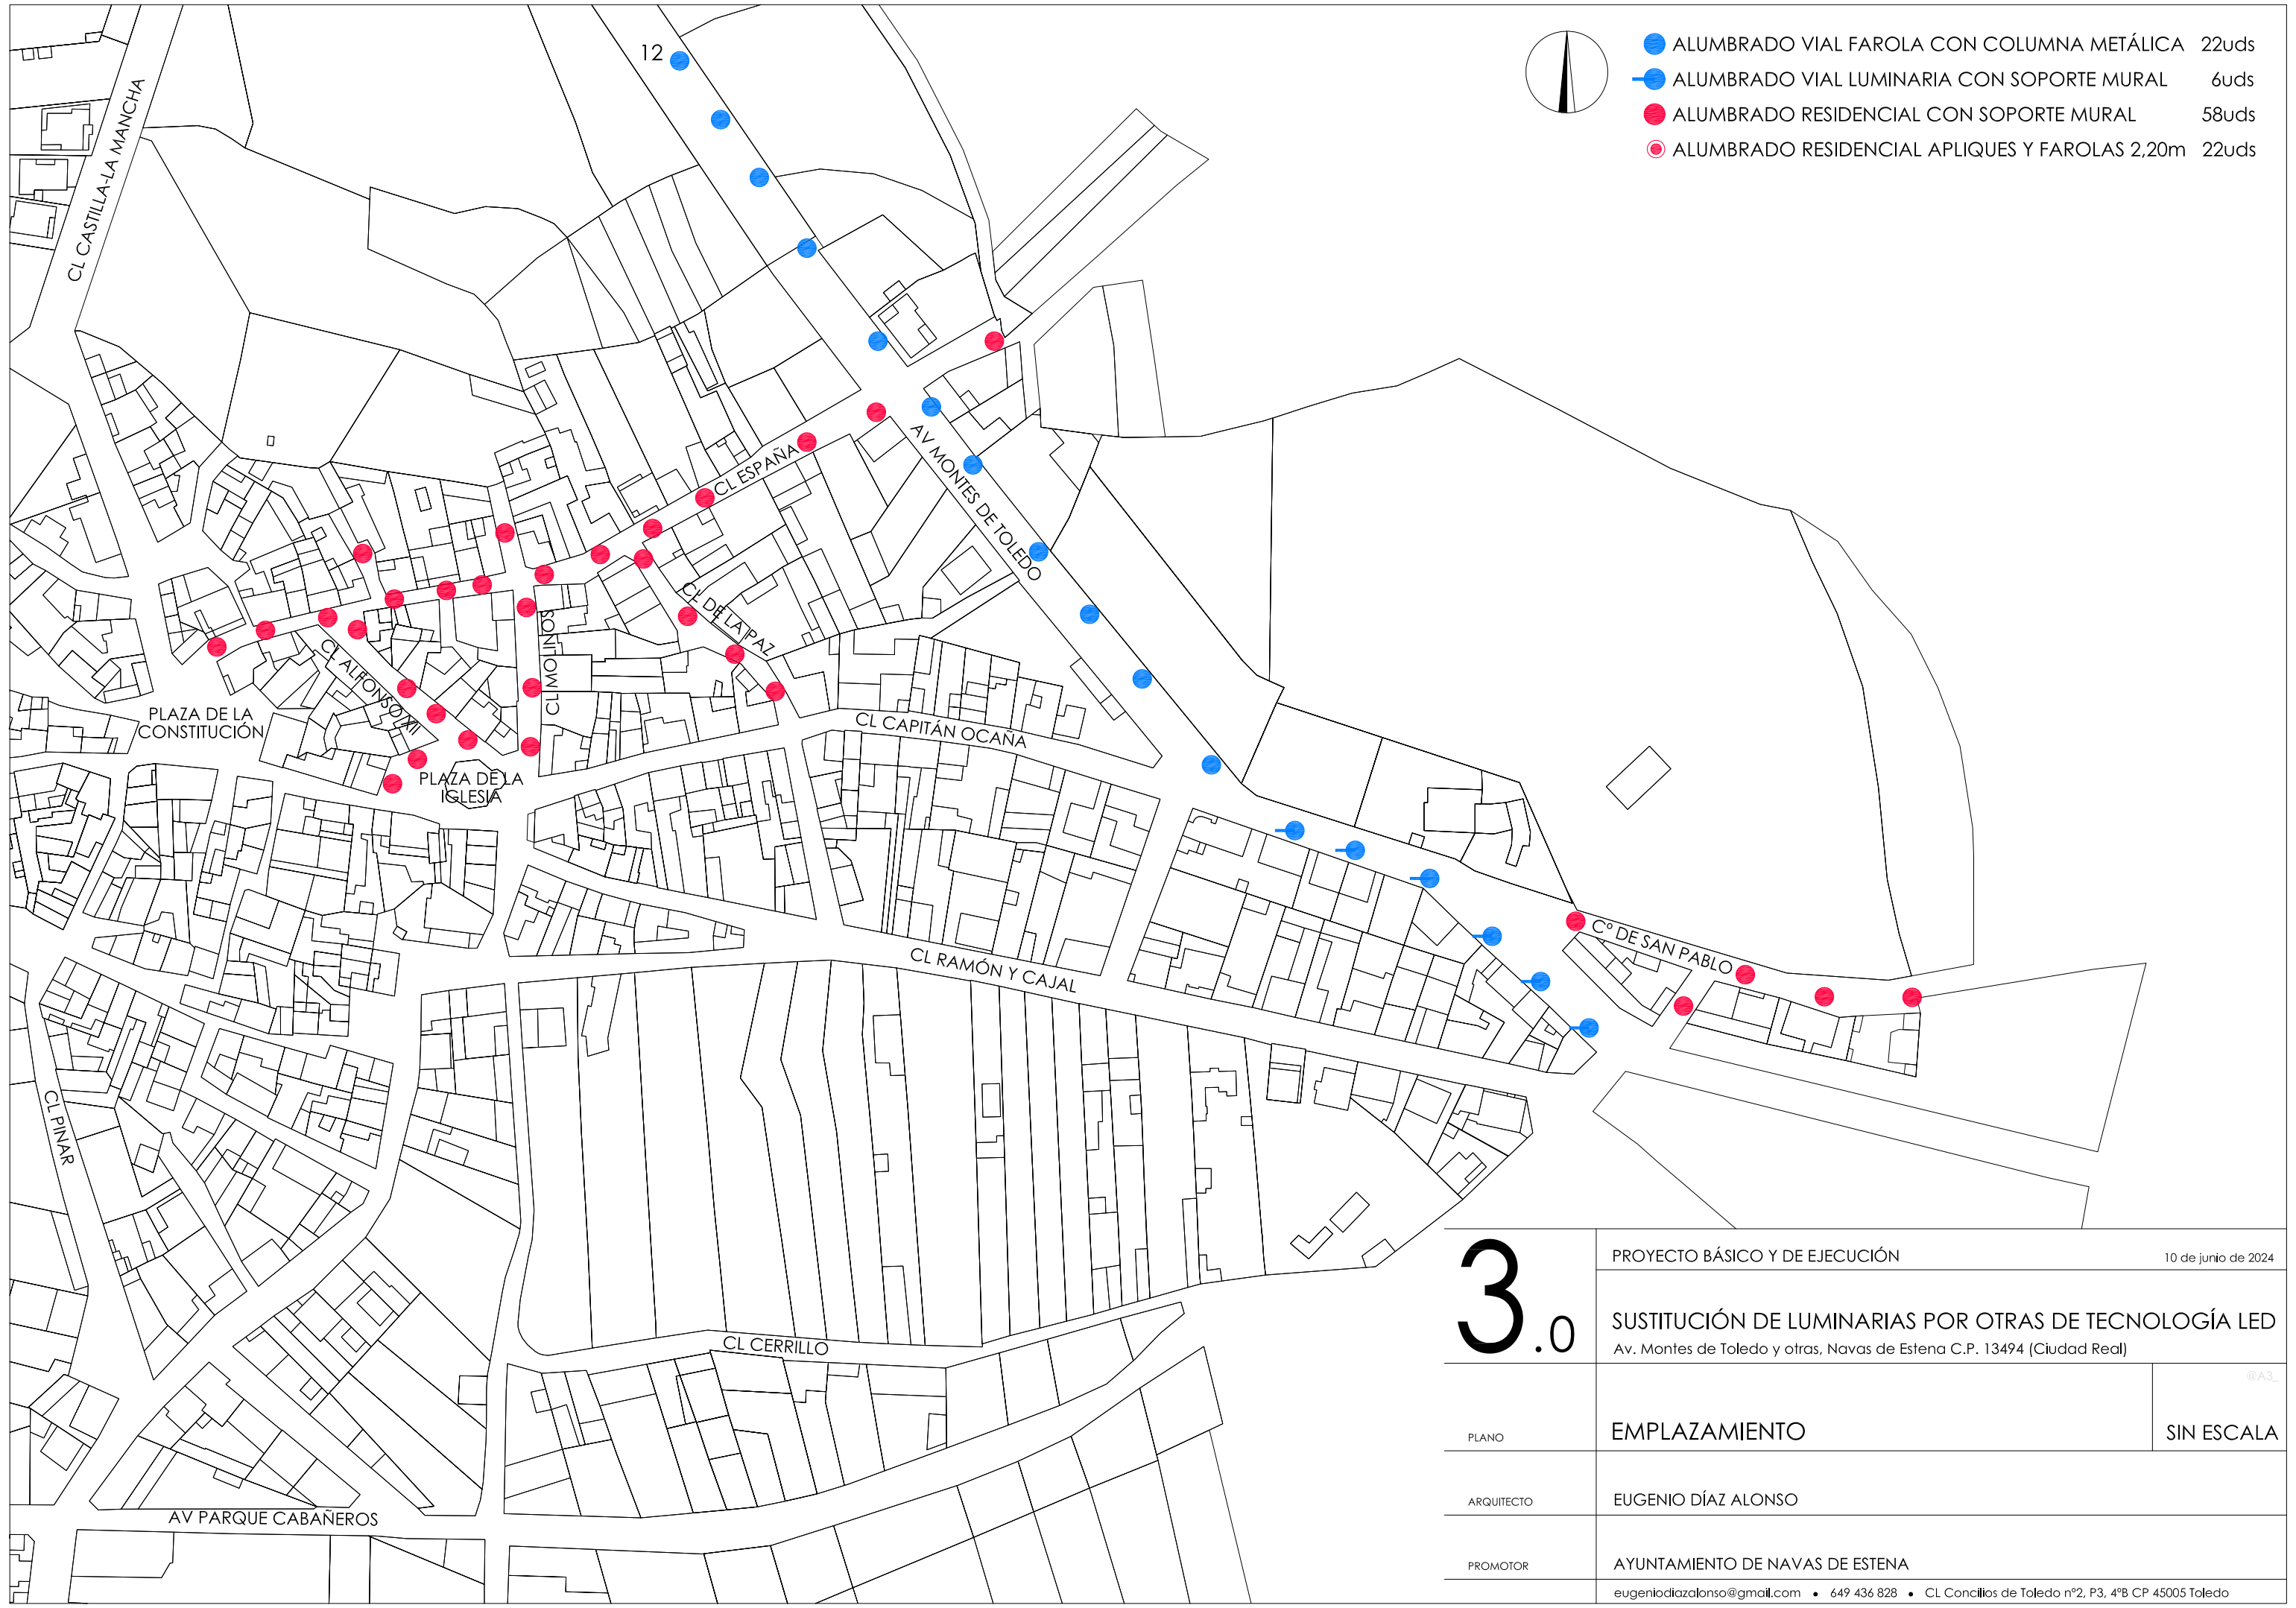 12
ALUMBRADO VIAL FAROLA CON COLUMNA METÁLICA 22uds
ALUMBRADO VIAL LUMINARIA CON SOPORTE MURAL 6uds
ALUMBRADO RESIDENCIAL CON SOPORTE MURAL 58uds
ALUMBRADO RESIDENCIAL APLIQUES Y FAROLAS 2,20m 22uds
CL CASTILLA-LA MANCHA
CL ESPAÑA
AV MONTES DE TOLEDO
CL DE LA PAZ
CL MOLINOS
CL ALFONSO XII
PLAZA DE LA
CONSTITUCIÓN
CL CAPITÁN OCAÑA
PLAZA DE LA
IGLESIA
Cº DE SAN PABLO
CL RAMÓN Y CAJAL
CL PINAR
CL CERRILLO
AV PARQUE CABAÑEROS
3.0
PROYECTO BÁSICO Y DE EJECUCIÓN 10 de junio de 2024
SUSTITUCIÓN DE LUMINARIAS POR OTRAS DE TECNOLOGÍA LED
Av. Montes de Toledo y otras, Navas de Estena C.P. 13494 (Ciudad Real)
@A3_
PLANO EMPLAZAMIENTO SIN ESCALA
ARQUITECTO EUGENIO DÍAZ ALONSO
PROMOTOR AYUNTAMIENTO DE NAVAS DE ESTENA
eugeniodiazalonso@gmail.com • 649 436 828 • CL Concilios de Toledo nº2, P3, 4ºB CP 45005 Toledo